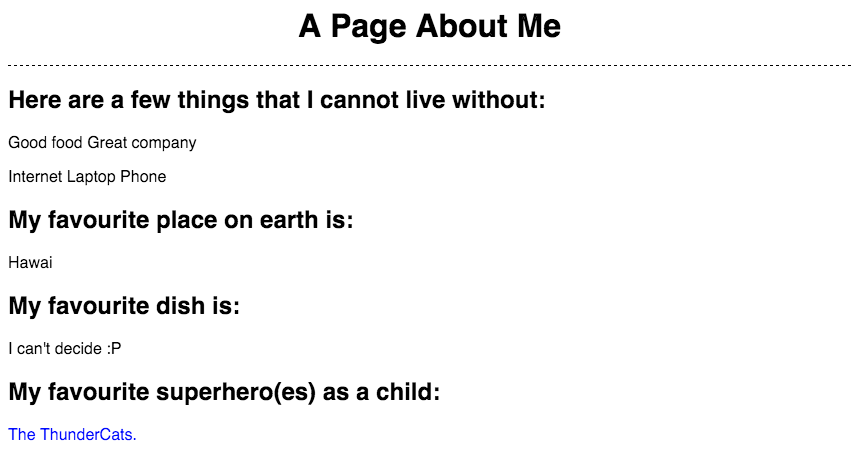 A Page About Me
Here are a few things that I cannot live without:
Good food Great company
Internet Laptop Phone
My favourite place on earth is:
Hawai
My favourite dish is:
I can't decide :P
My favourite superhero(es) as a child:
The ThunderCats.